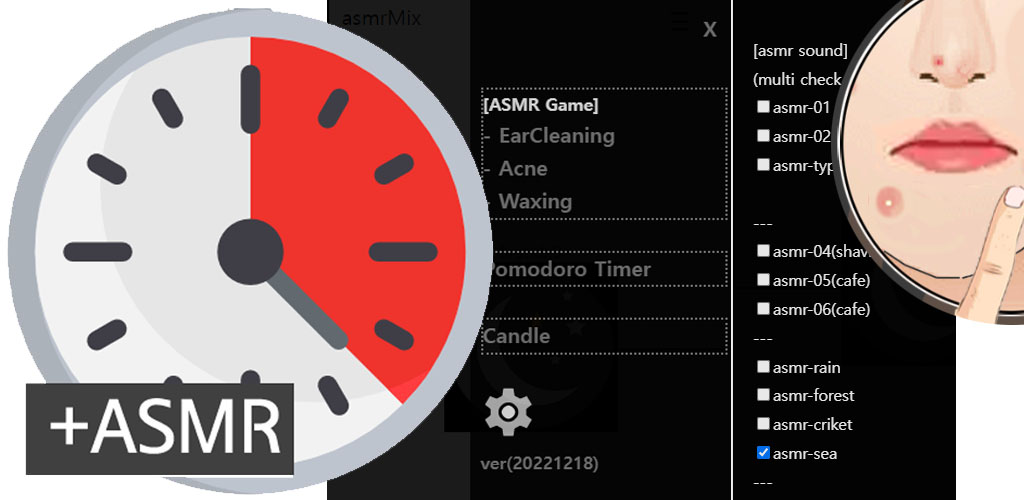 asmrMix
X
[ASMR Game]
- EarCleaning
- Acne
- Waxing
Pomodoro Timer
Candle
ver(20221218)
+ASMR
[asmr sound]
(multi check
asmr-01
asmr-02
asmr-typ
---
asmr-04(shav
asmr-05(cafe)
asmr-06(cafe)
---
asmr-rain
asmr-forest
asmr-criket
asmr-sea
---